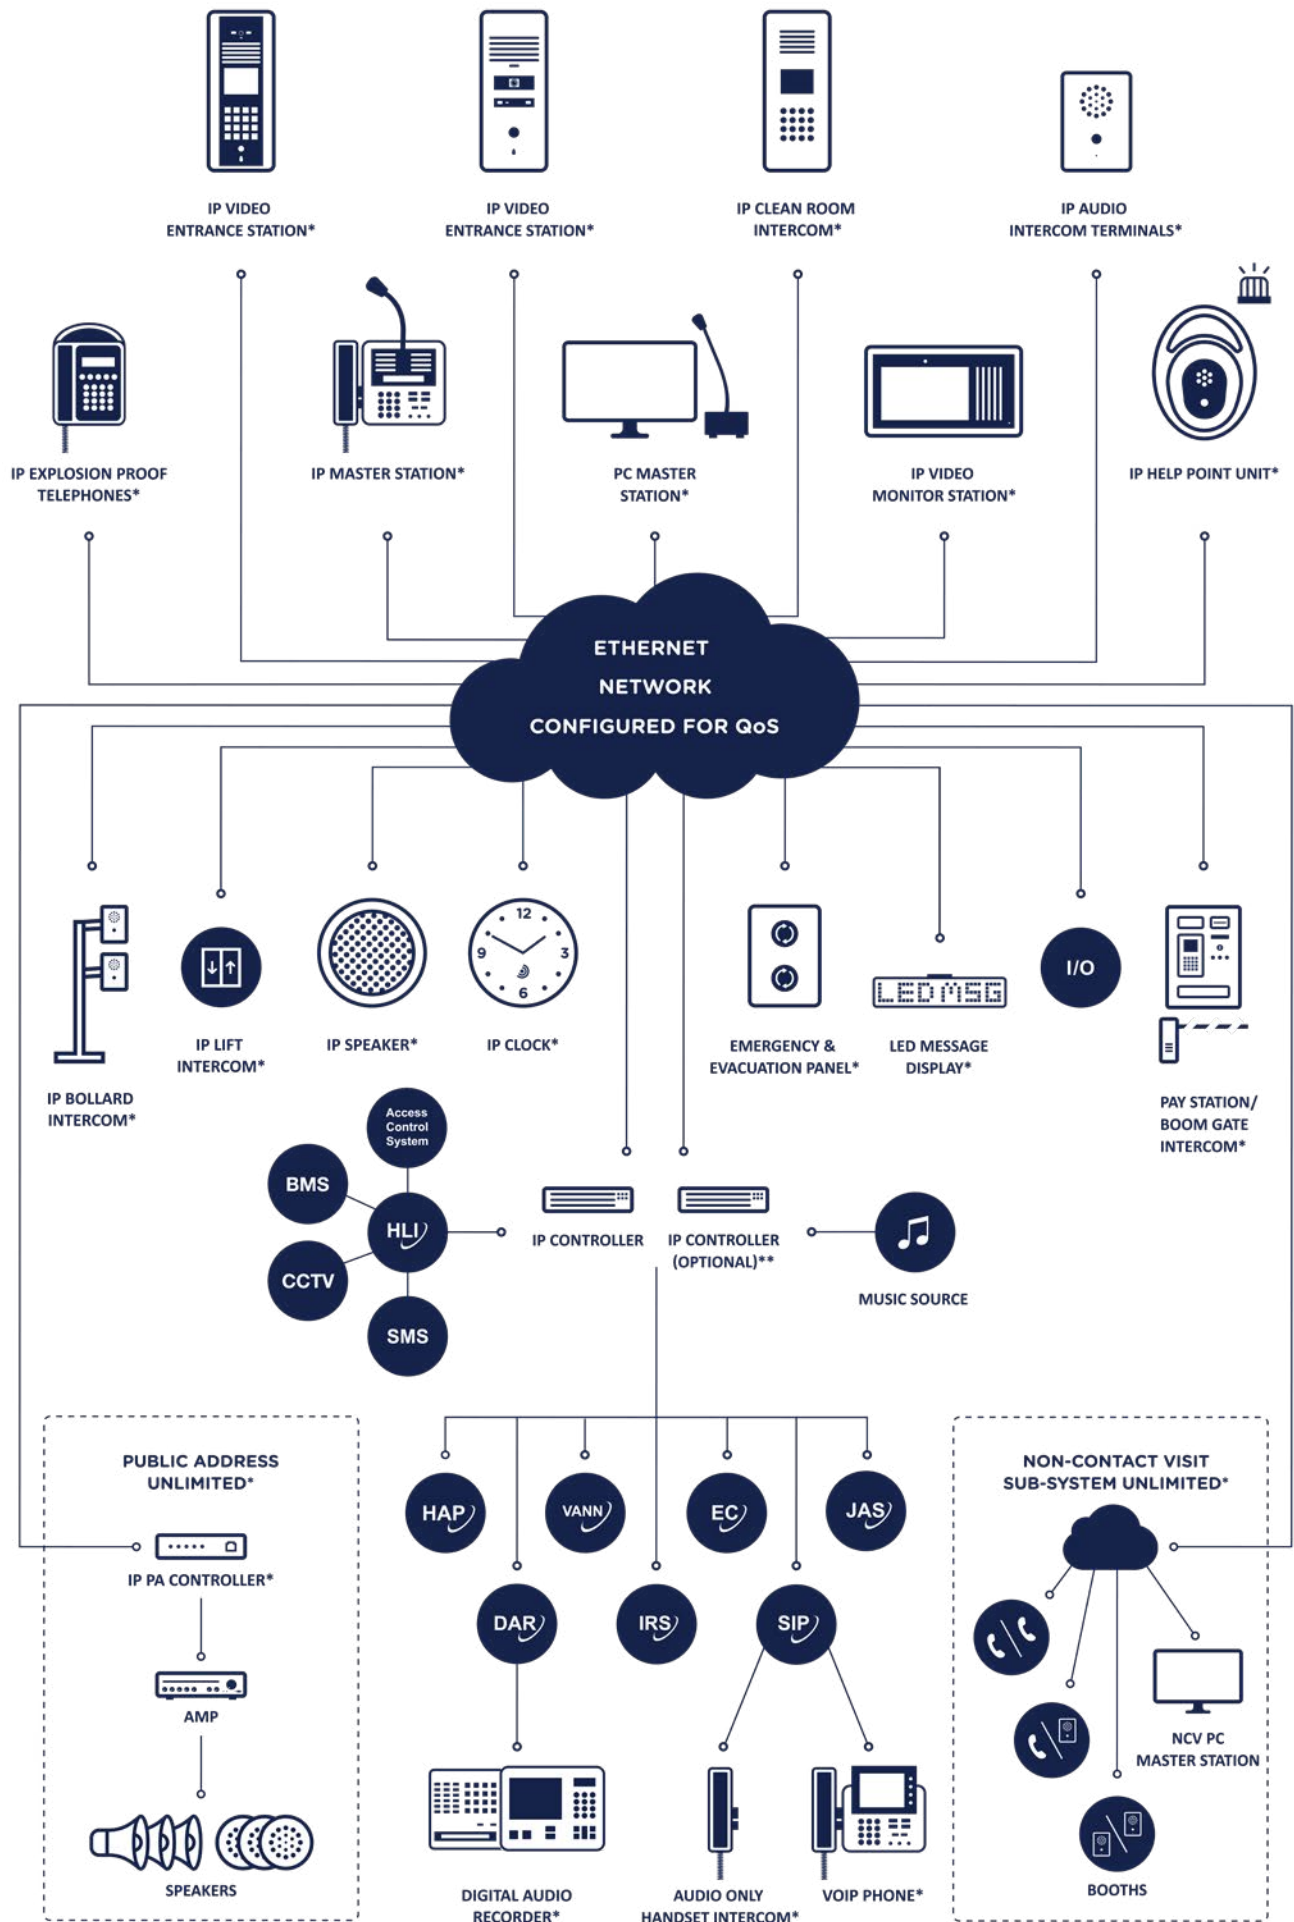 IP VIDEO
ENTRANCE STATION*
IP VIDEO
ENTRANCE STATION*
IP CLEAN ROOM
INTERCOM*
IP AUDIO
INTERCOM TERMINALS*
IP EXPLOSION PROOF
TELEPHONES*
IP MASTER STATION*
PC MASTER
STATION*
IP VIDEO
MONITOR STATION*
IP HELP POINT UNIT*
ETHERNET
NETWORK
CONFIGURED FOR QoS
12
9
3
6
LEDMSG
I/O
IP BOLLARD
INTERCOM*
IP LIFT
INTERCOM*
IP SPEAKER*
IP CLOCK*
EMERGENCY &
EVACUATION PANEL*
LED MESSAGE
DISPLAY*
PAY STATION/
BOOM GATE
INTERCOM*
Access
Control
System
BMS
HLI
CCTV
SMS
IP CONTROLLER
IP CONTROLLER
(OPTIONAL)**
MUSIC SOURCE
PUBLIC ADDRESS
UNLIMITED*
IP PA CONTROLLER*
AMP
SPEAKERS
HAP
VANN
EC
JAS
DAR
IRS
SIP
DIGITAL AUDIO
RECORDER*
AUDIO ONLY
HANDSET INTERCOM*
VOIP PHONE*
NON-CONTACT VISIT
SUB-SYSTEM UNLIMITED*
NCV PC
MASTER STATION
BOOTHS